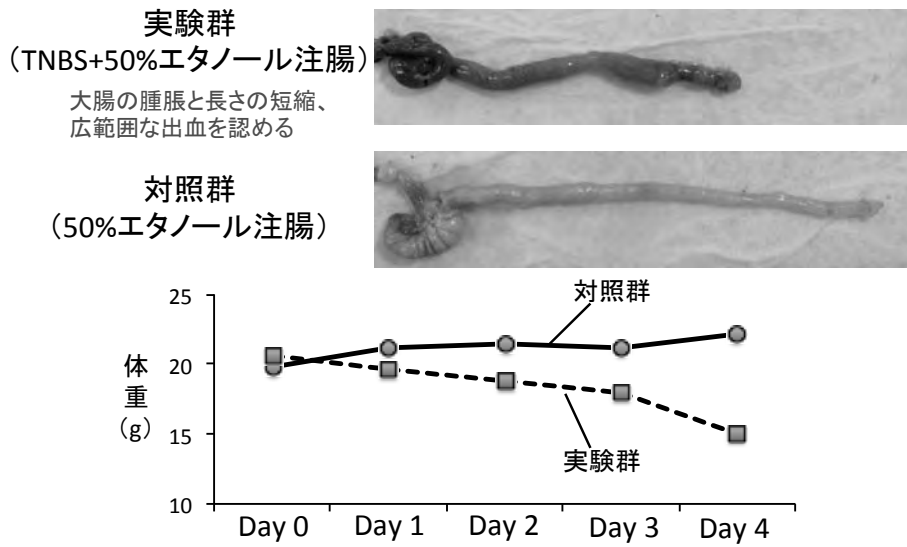 実験群
（TNBS+50%エタノール注腸）
大腸の腫脹と長さの短縮、
広範囲な出血を認める
対照群
（50%エタノール注腸）
25
20
15
10
体
重
(g)
対照群
実験群
Day 0
Day 1
Day 2
Day 3
Day 4